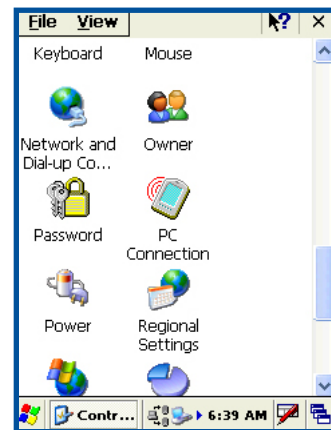 File View ?
Keyboard Mouse
Network and Dial-up Co... Owner
Password PC Connection
Power Regional Settings
Contr... 6:39 AM